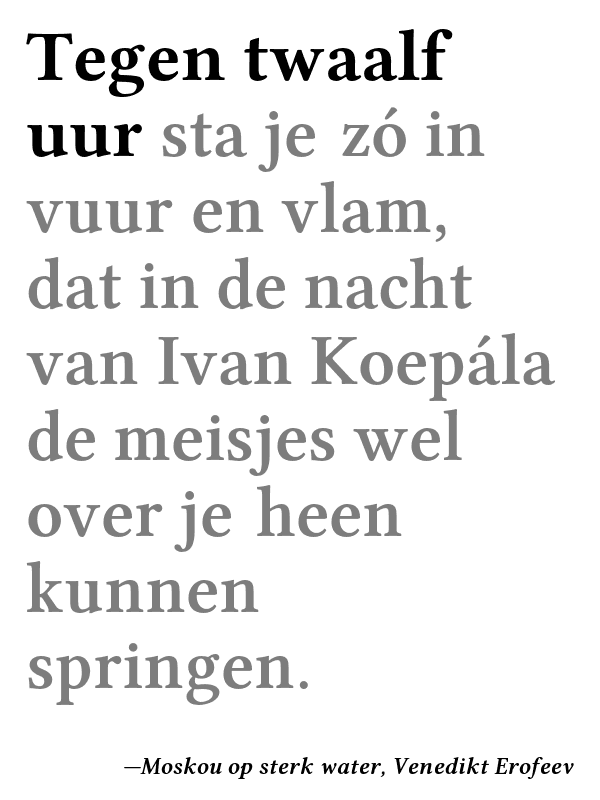 Tegen twaalf
uur sta je zó in
vuur en vlam,
dat in de nacht
van Ivan Koepála
de meisjes wel
over je heen
kunnen
springen.
—Moskou op sterk water, Venedikt Erofeev